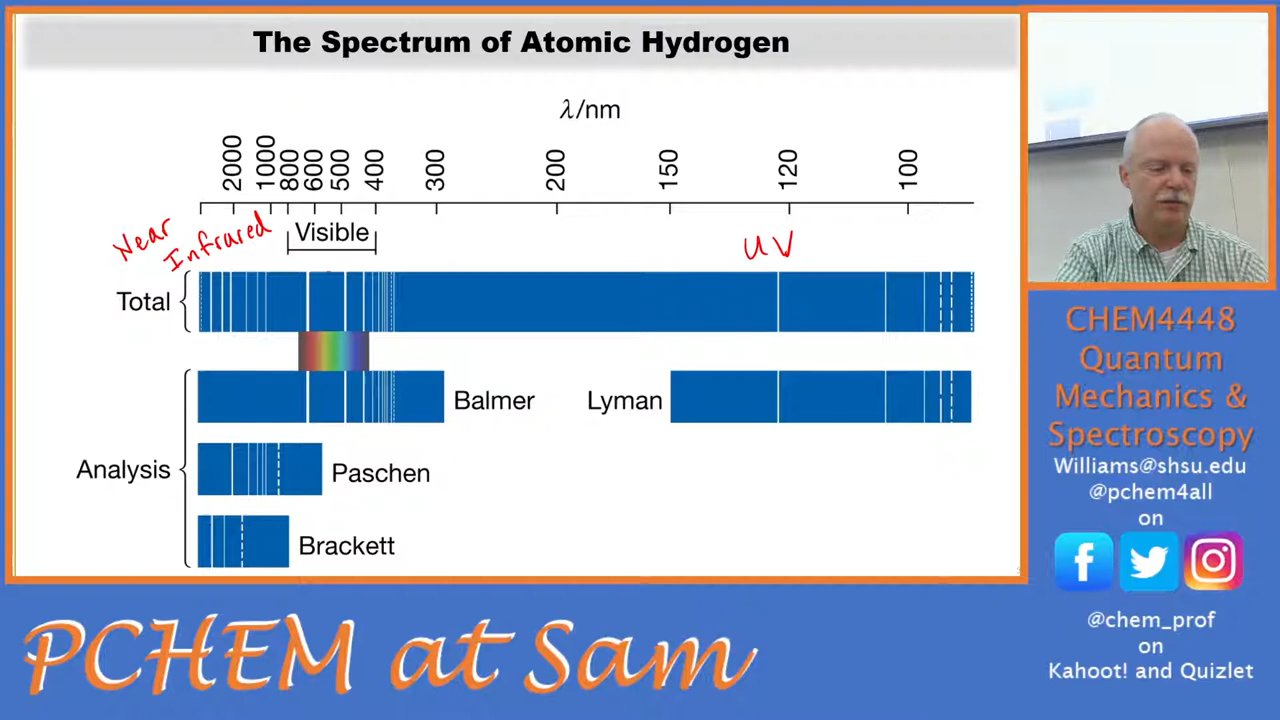 The Spectrum of Atomic Hydrogen
λ/nm
2000 1000 800 600 500 400 300 200 150 120 100
Near
Infrared
Visible
UV
Total
Balmer
Lyman
Analysis
Paschen
Brackett
CHEM4448
Quantum
Mechanics &
Spectroscopy
Williams@shsu.edu
@pchem4all
on
@chem_prof
on
Kahoot! and Quizlet
PCHEM at Sam